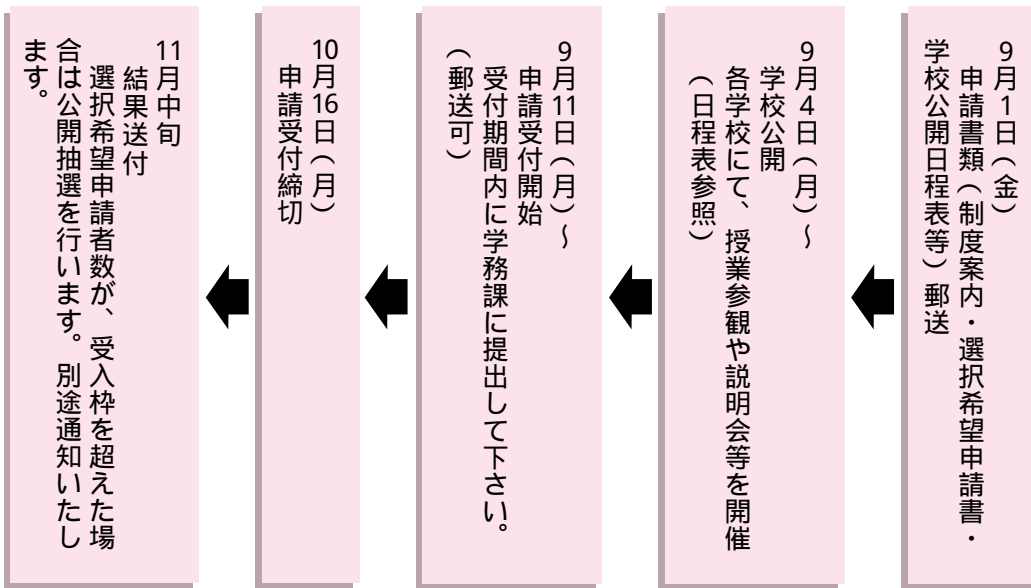 9月1日（金）
申請書類（制度案内・選択希望申請書・
学校公開日程表等）郵送
9月4日（月）～
学校公開
各学校にて、授業参観や説明会等を開催
（日程表参照）
9月11日（月）～
申請受付開始
受付期間内に学務課に提出して下さい。
（郵送可）
10月16日（月）
申請受付締切
11月中旬
結果送付
選択希望申請者数が、受入枠を超えた場
合は公開抽選を行います。別途通知いたし
ます。